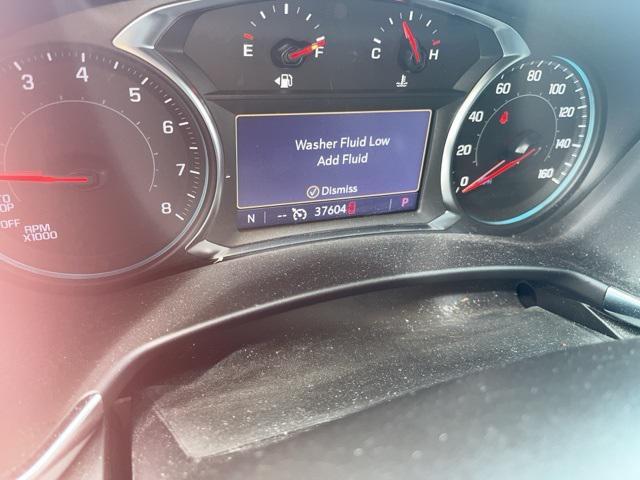 E F
C H
3 4 5 6 7 8
RPM
X1000
OFF
Washer Fluid Low
Add Fluid
Dismiss
N -- 37604 P
0 20 40 60 80 100 120 140 160